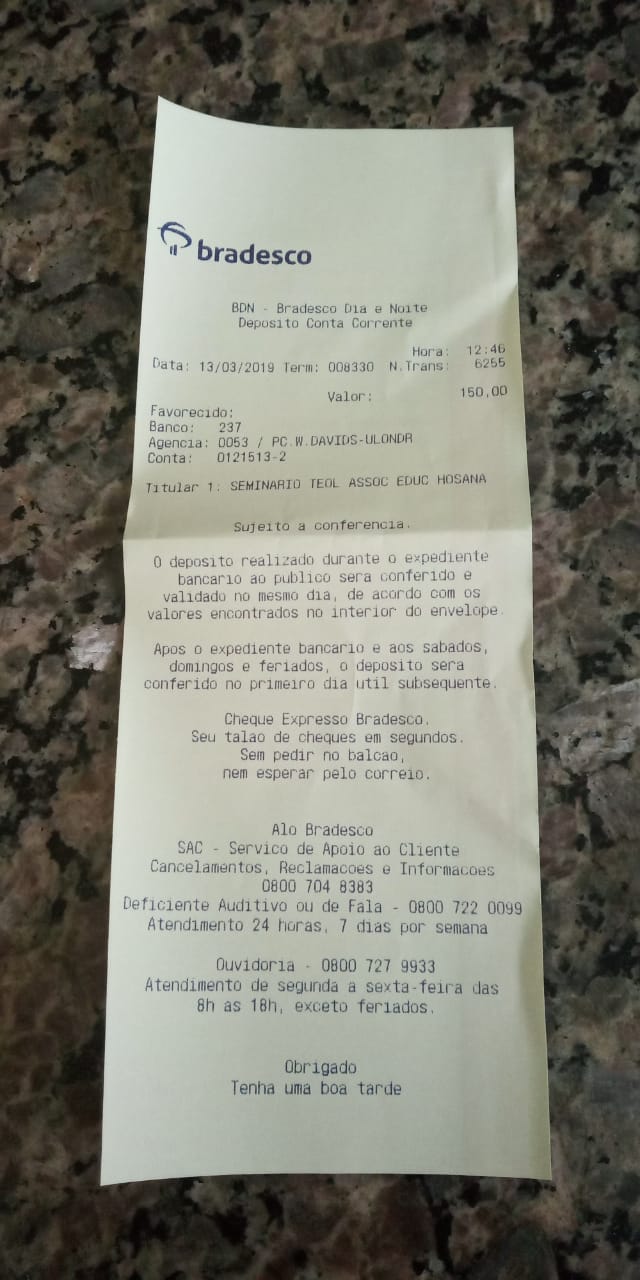 bradesco
BDN - Bradesco Dia e Noite
Deposito Conta Corrente
Hora: 12:46
Data: 13/03/2019 Term: 008330 N.Trans: 6255
Valor: 150,00
Favorecido:
Banco: 237
Agencia: 0053 / PC.W.DAVIDS-ULONDR
Conta: 0121513-2
Titular 1: SEMINARIO TEOL ASSOC EDUC HOSANA
Sujeito a conferencia.
O deposito realizado durante o expediente
bancario ao publico sera conferido e
validado no mesmo dia, de acordo com os
valores encontrados no interior do envelope.
Apos o expediente bancario e aos sabados,
domingos e feriados, o deposito sera
conferido no primeiro dia util subsequente.
Cheque Expresso Bradesco.
Seu talao de cheques em segundos.
Sem pedir no balcao,
nem esperar pelo correio.
Alo Bradesco
SAC - Servico de Apoio ao Cliente
Cancelamentos, Reclamacoes e Informacoes
0800 704 8383
Deficiente Auditivo ou de Fala - 0800 722 0099
Atendimento 24 horas, 7 dias por semana
Ouvidoria - 0800 727 9933
Atendimento de segunda a sexta-feira das
8h as 18h, exceto feriados.
Obrigado
Tenha uma boa tarde